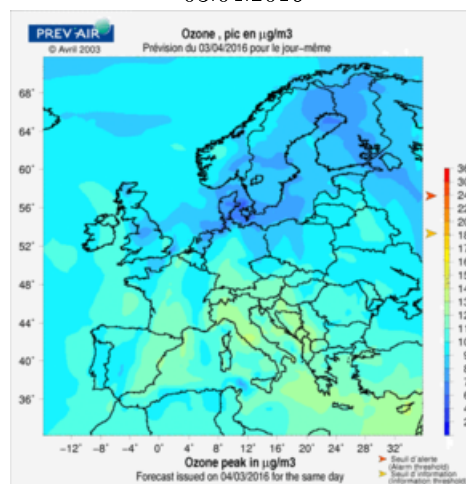 03.04.2016
PREV'AIR
© Avril 2003
Ozone , pic en µg/m3
Prévision du 03/04/2016 pour le jour-même
68°
64°
60°
56°
52°
48°
44°
40°
36°
-12° -8° -4° 0° 4° 8° 12° 16° 20° 24° 28° 32°
Ozone peak in µg/m3
Forecast issued on 04/03/2016 for the same day
Seuil d'alerte
(Alarm threshold)
Seuil d'information
(Information threshold)